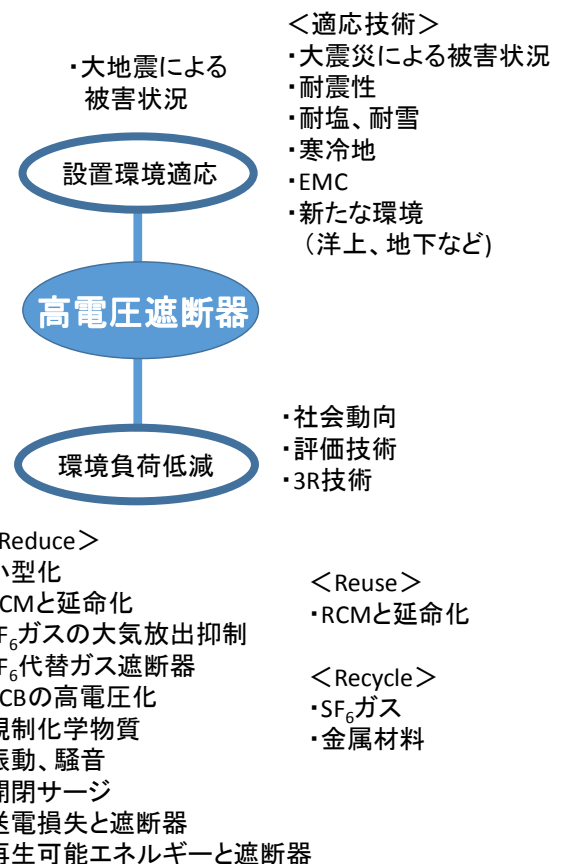 ・大地震による
被害状況
＜適応技術＞
・大震災による被害状況
・耐震性
・耐塩、耐雪
・寒冷地
・EMC
・新たな環境
（洋上、地下など)
設置環境適応
高電圧遮断器
環境負荷低減
・社会動向
・評価技術
・3R技術
Reduce＞
小型化
CMと延命化
F₆ガスの大気放出抑制
F₆代替ガス遮断器
CBの高電圧化
規制化学物質
振動、騒音
開閉サージ
送電損失と遮断器
再生可能エネルギーと遮断器
＜Reuse＞
・RCMと延命化
＜Recycle＞
・SF₆ガス
・金属材料